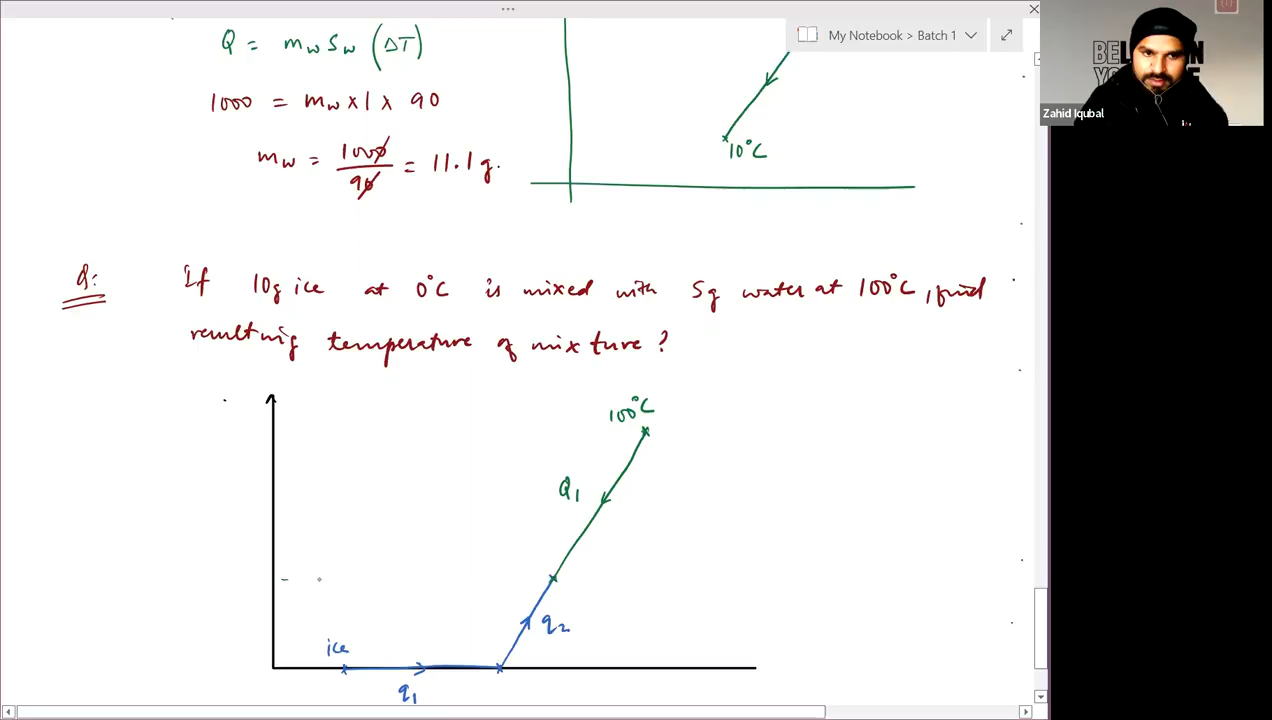 Q = mw Sw (ΔT)
My Notebook > Batch 1
1000 = mw x 1 x 90
mw = 1000/90 = 11.1 g.
10°C
Zahid Iqubal
Q: If 10g ice at 0°C is mixed with 5g water at 100°C, find
resulting temperature of mixture?
100°C
Q1
q2
ice
q1